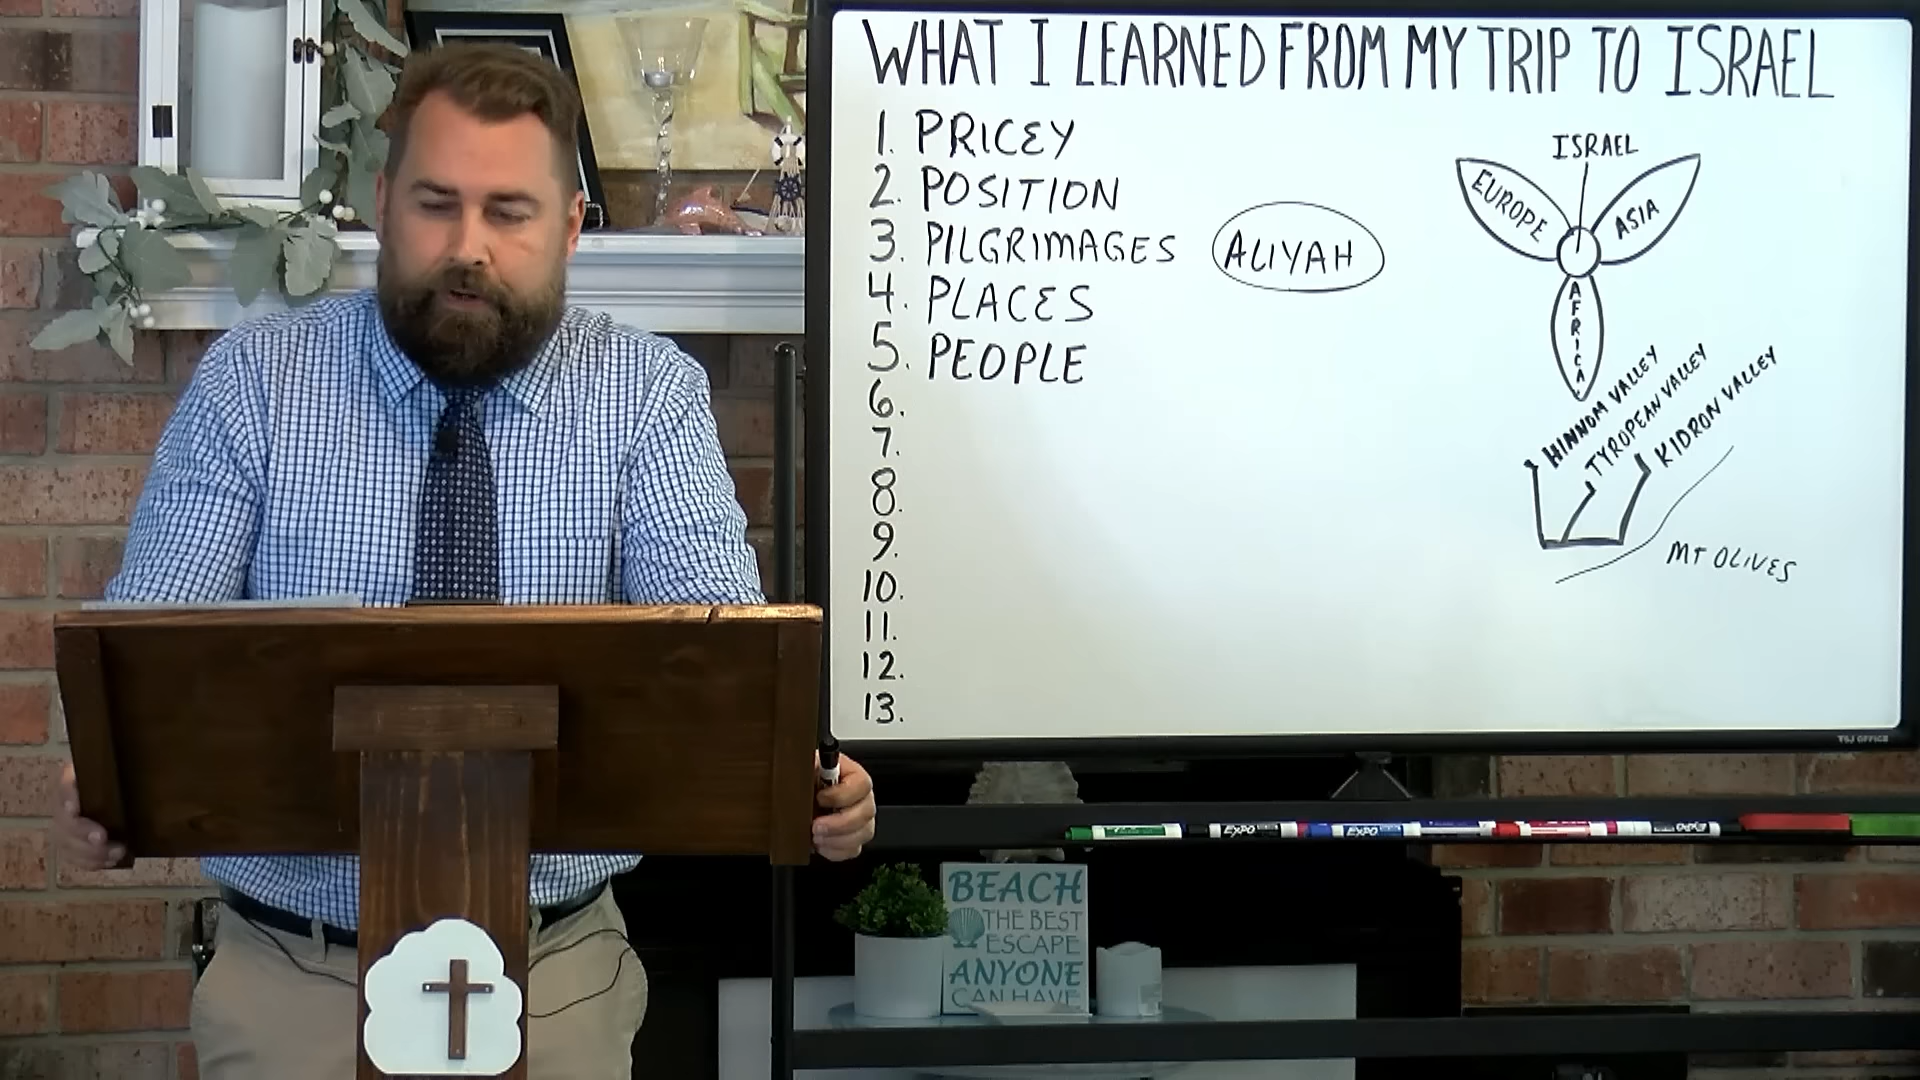 WHAT I LEARNED FROM MY TRIP TO ISRAEL
1. PRICEY
2. POSITION
3. PILGRIMAGES
4. PLACES
5. PEOPLE
6.
7.
8.
9.
10.
11.
12.
13.
ALIYAH
ISRAEL
EUROPE
ASIA
AFRICA
HINNOM VALLEY
TYROPEAN VALLEY
KIDRON VALLEY
MT OLIVES
TSJ OFFICE
EXPO
EXPO
BEACH
THE BEST
ESCAPE
ANYONE
CAN HAVE